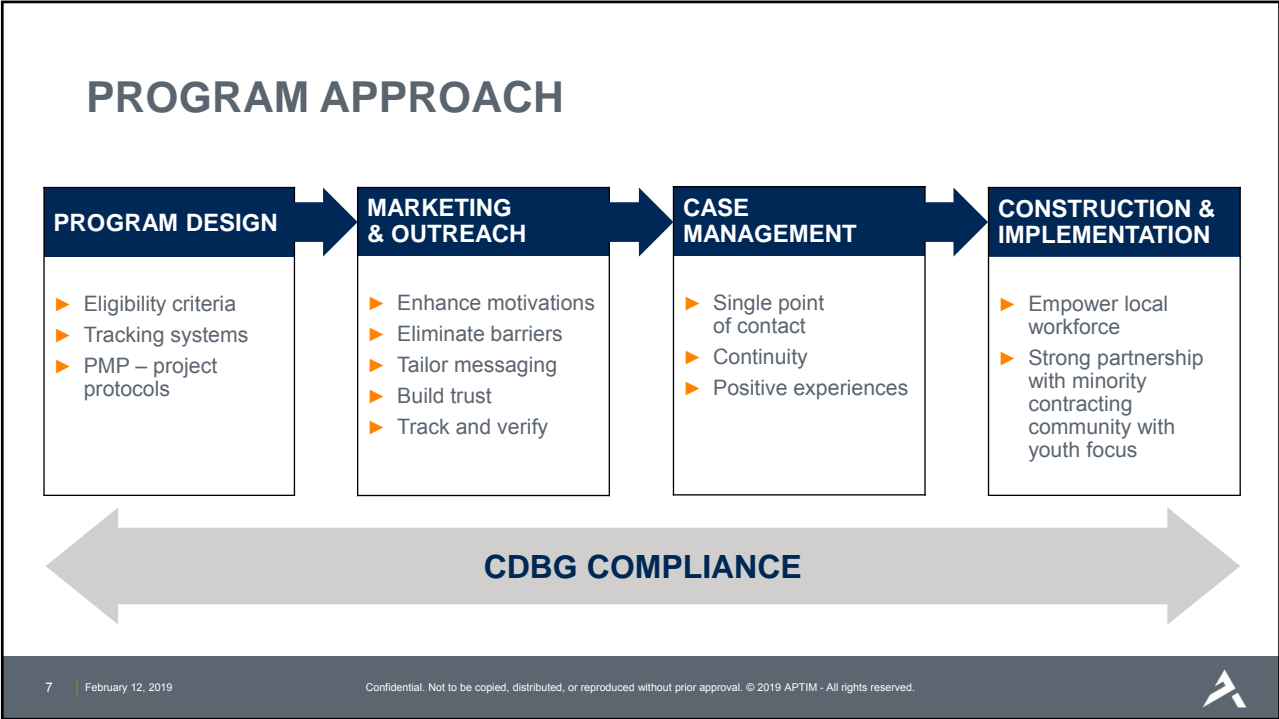 PROGRAM APPROACH
PROGRAM DESIGN
► Eligibility criteria
► Tracking systems
► PMP – project
protocols
MARKETING
& OUTREACH
► Enhance motivations
► Eliminate barriers
► Tailor messaging
► Build trust
► Track and verify
CASE
MANAGEMENT
► Single point
of contact
► Continuity
► Positive experiences
CONSTRUCTION &
IMPLEMENTATION
► Empower local
workforce
► Strong partnership
with minority
contracting
community with
youth focus
CDBG COMPLIANCE
7 | February 12, 2019 Confidential. Not to be copied, distributed, or reproduced without prior approval. © 2019 APTIM - All rights reserved.